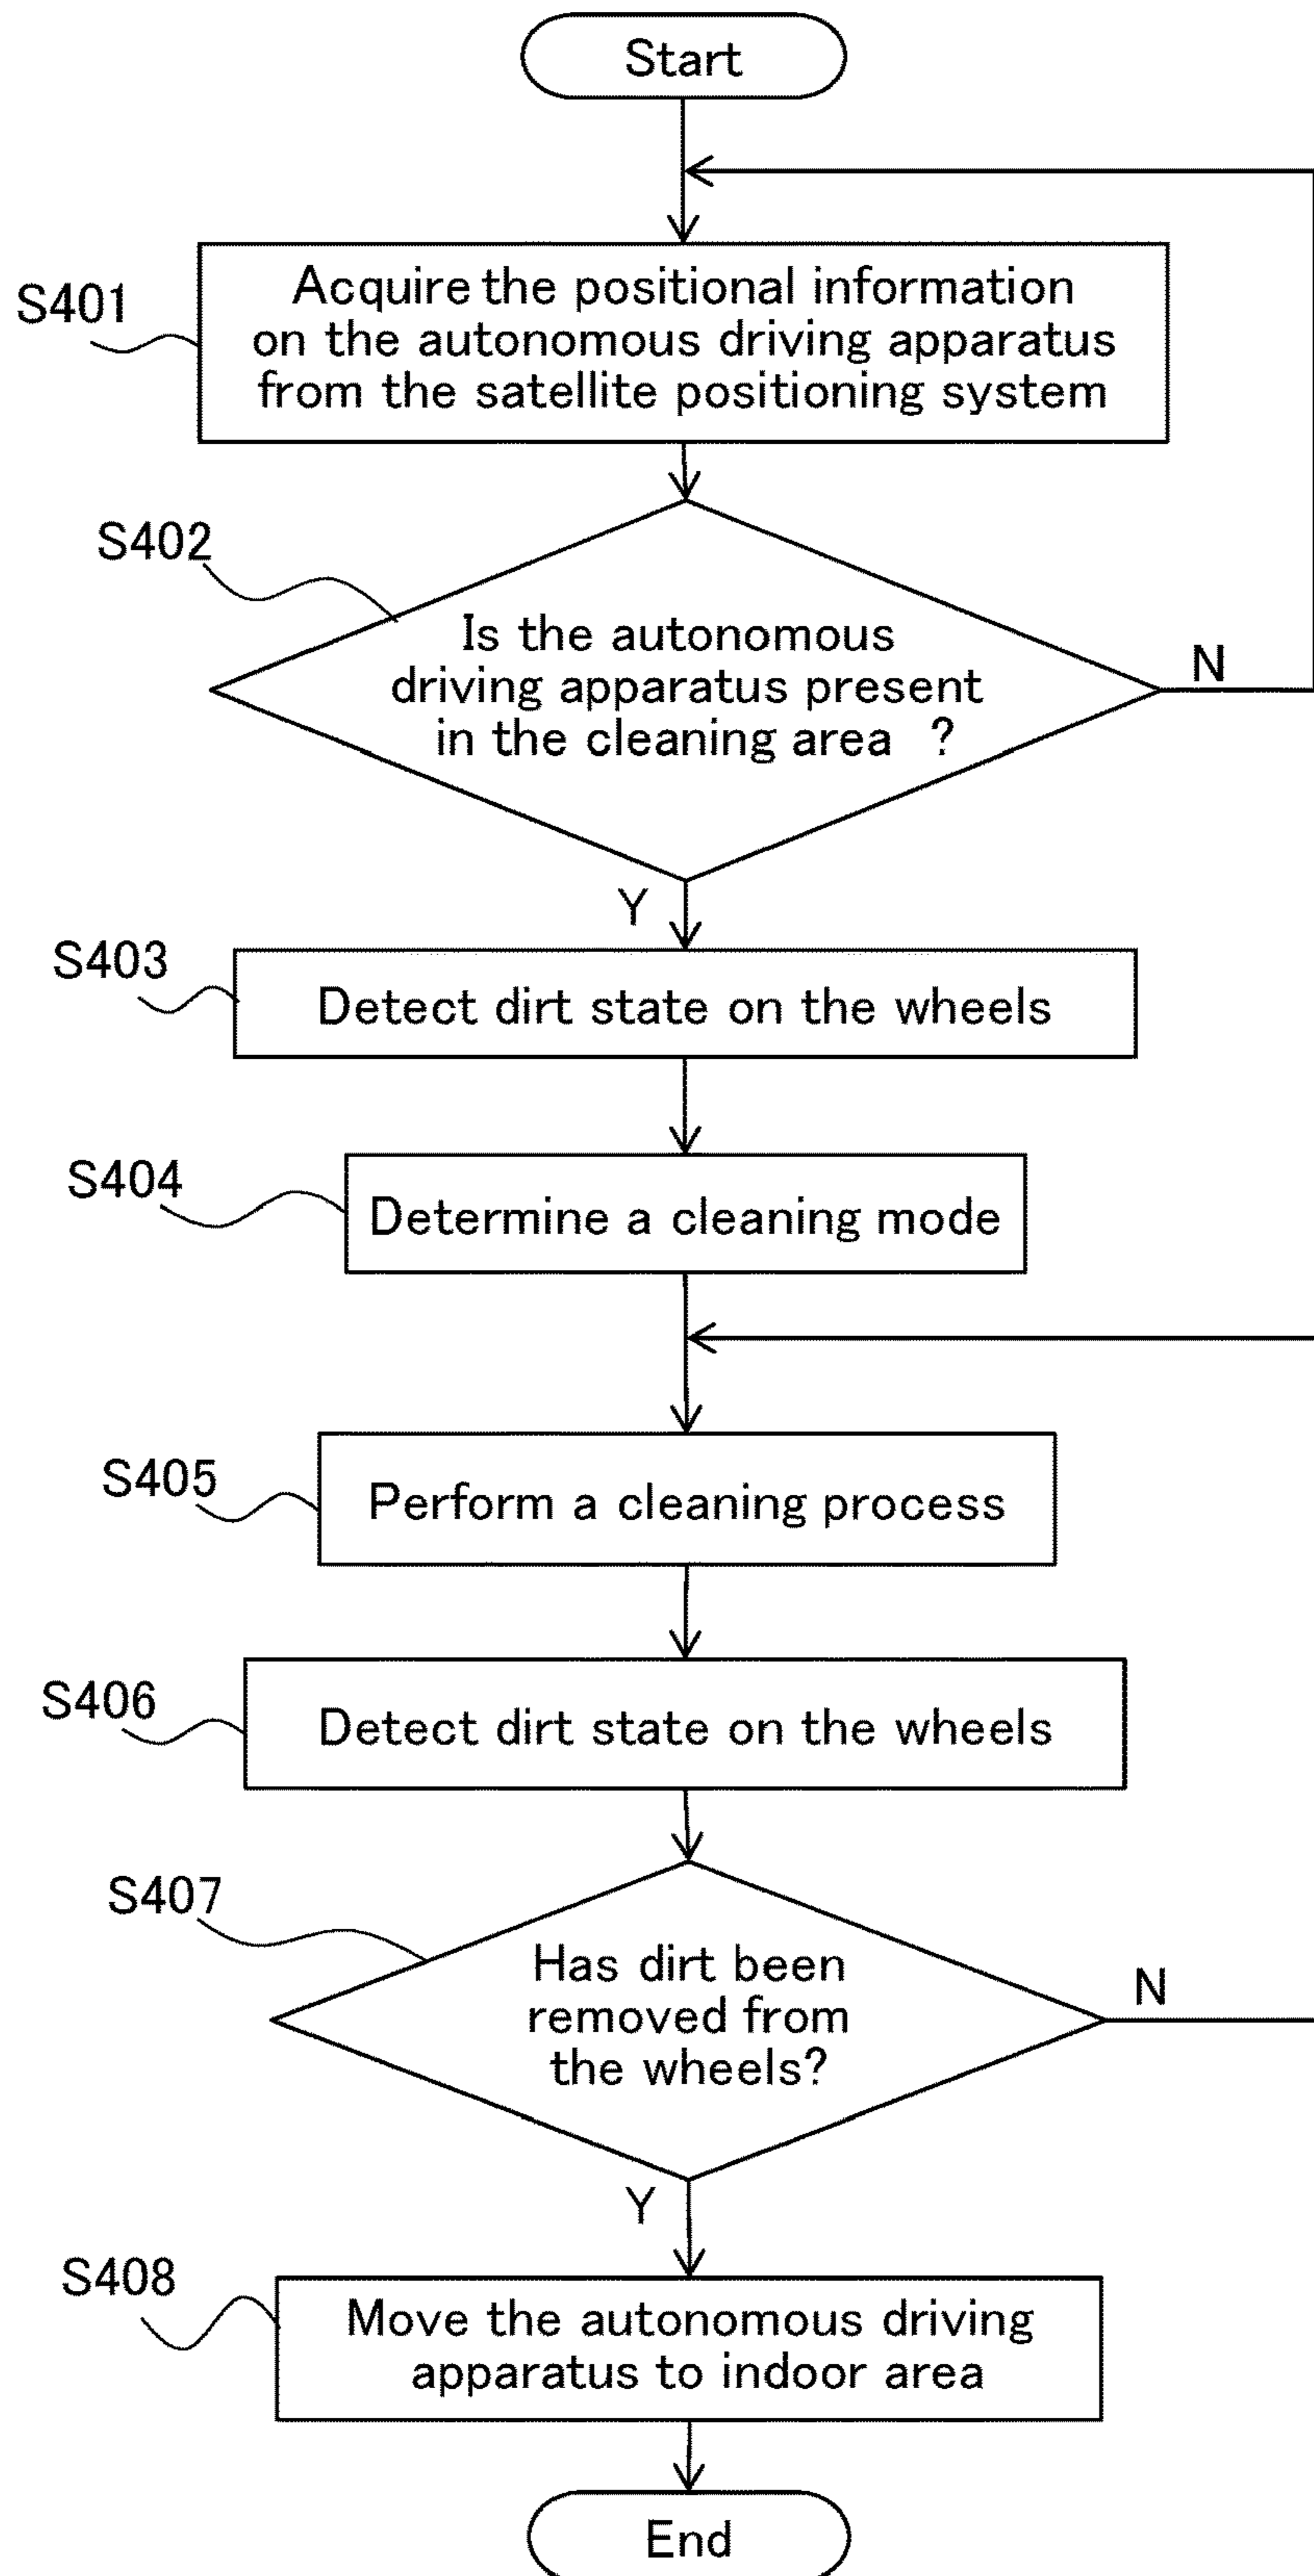 Start
S401
Acquire the positional information
on the autonomous driving apparatus
from the satellite positioning system
S402
Is the autonomous
driving apparatus present
in the cleaning area ?
N
Y
S403
Detect dirt state on the wheels
S404
Determine a cleaning mode
S405
Perform a cleaning process
S406
Detect dirt state on the wheels
S407
Has dirt been
removed from
the wheels?
N
Y
S408
Move the autonomous driving
apparatus to indoor area
End